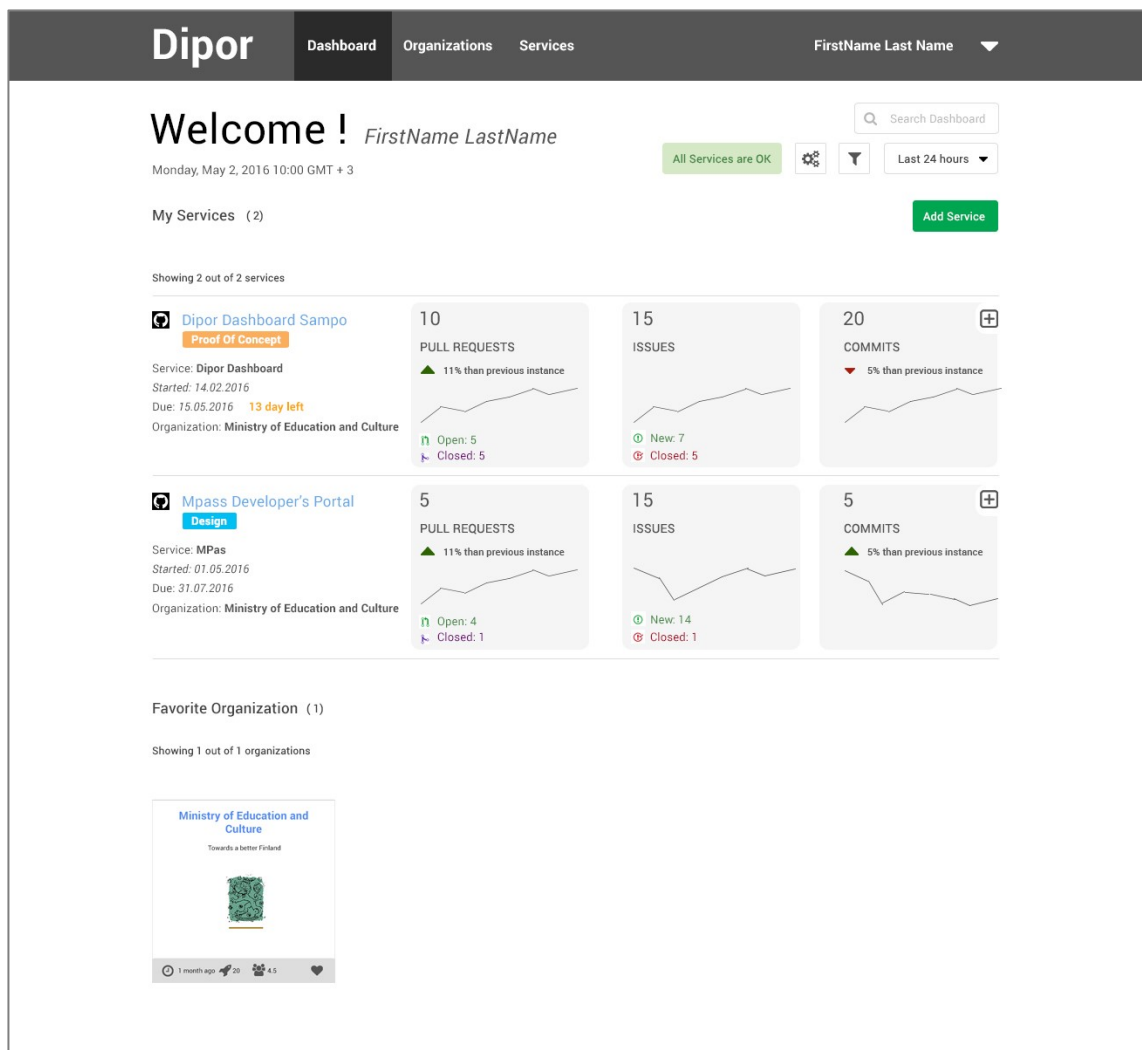 Dipor Dashboard Organizations Services FirstName Last Name
Welcome ! FirstName LastName
Search Dashboard
Monday, May 2, 2016 10:00 GMT + 3
All Services are OK
Last 24 hours
My Services (2)
Add Service
Showing 2 out of 2 services
Dipor Dashboard Sampo
Proof Of Concept
Service: Dipor Dashboard
Started: 14.02.2016
Due: 15.05.2016 13 day left
Organization: Ministry of Education and Culture
10
PULL REQUESTS
11% than previous instance
Open: 5
Closed: 5
15
ISSUES
New: 7
Closed: 5
20
COMMITS
5% than previous instance
Mpass Developer's Portal
Design
Service: MPas
Started: 01.05.2016
Due: 31.07.2016
Organization: Ministry of Education and Culture
5
PULL REQUESTS
11% than previous instance
Open: 4
Closed: 1
15
ISSUES
New: 14
Closed: 1
5
COMMITS
5% than previous instance
Favorite Organization (1)
Showing 1 out of 1 organizations
Ministry of Education and
Culture
Towards a better Finland
1 month ago 20 4.5